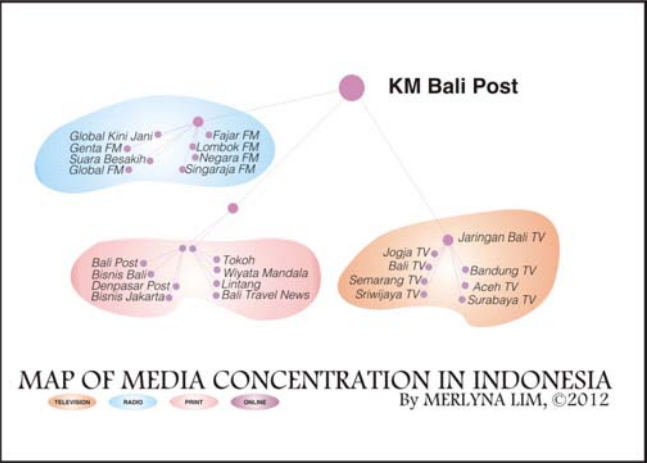 KM Bali Post
Global Kini Jani
Genta FM
Suara Besakih
Global FM
Fajar FM
Lombok FM
Negara FM
Singaraja FM
Bali Post
Bisnis Bali
Denpasar Post
Bisnis Jakarta
Tokoh
Wiyata Mandala
Lintang
Bali Travel News
Jaringan Bali TV
Jogja TV
Bali TV
Semarang TV
Sriwijaya TV
Bandung TV
Aceh TV
Surabaya TV
MAP OF MEDIA CONCENTRATION IN INDONESIA
TELEVISION RADIO PRINT ONLINE
By MERLYNA LIM, ©2012